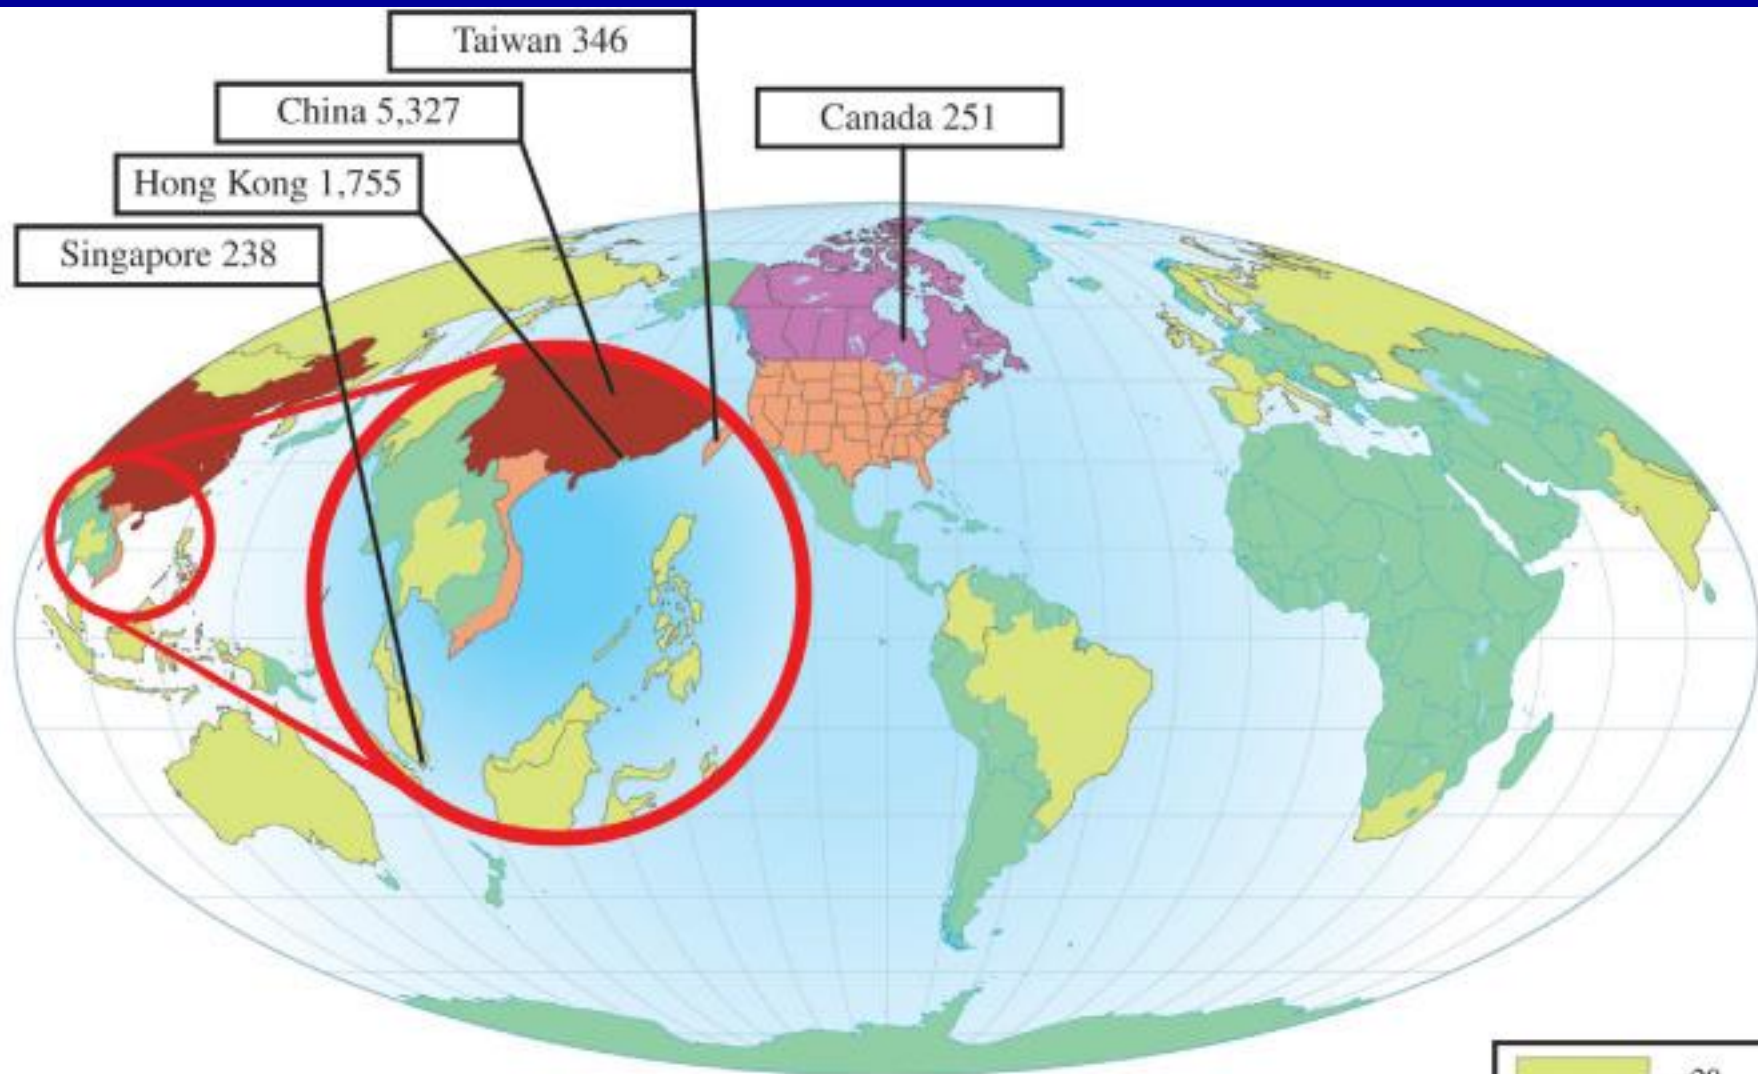 Taiwan 346
China 5,327
Canada 251
Hong Kong 1,755
Singapore 238